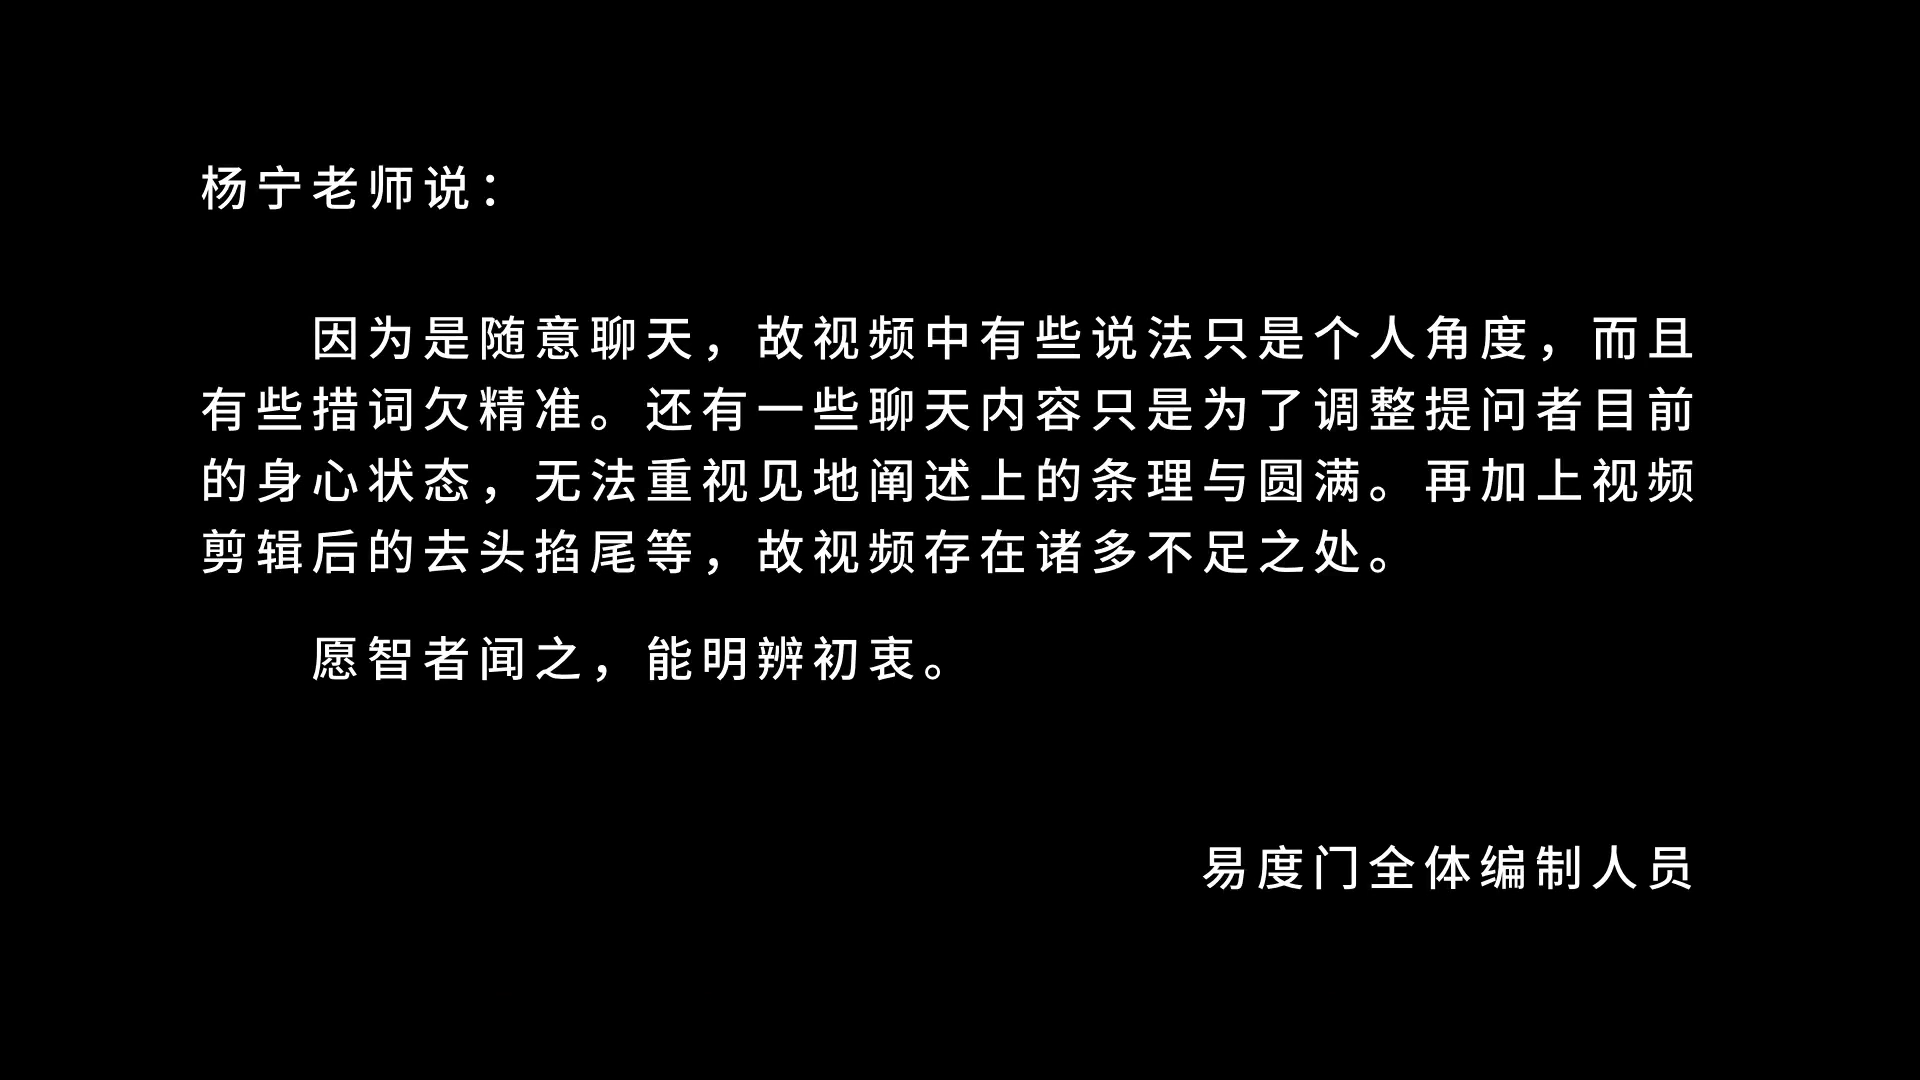 杨宁老师说：
因为是随意聊天，故视频中有些说法只是个人角度，而且
有些措词欠精准。还有一些聊天内容只是为了调整提问者目前
的身心状态，无法重视见地阐述上的条理与圆满。再加上视频
剪辑后的去头掐尾等，故视频存在诸多不足之处。
愿智者闻之，能明辨初衷。
易度门全体编制人员